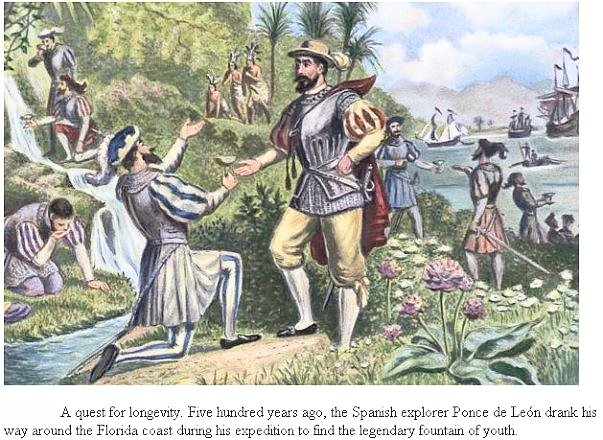 A quest for longevity. Five hundred years ago, the Spanish explorer Ponce de León drank his
way around the Florida coast during his expedition to find the legendary fountain of youth.